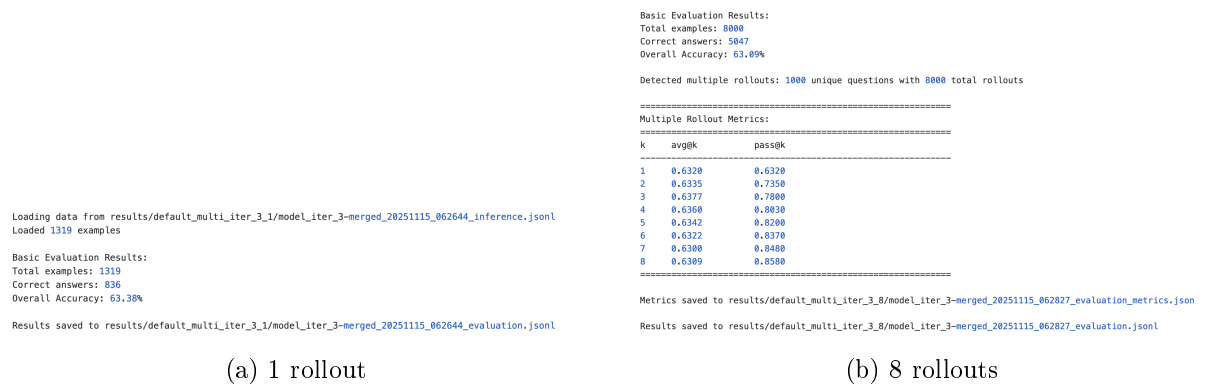 Loading data from results/default_multi_iter_3_1/model_iter_3-merged_20251115_062644_inference.jsonl
Loaded 1319 examples
Basic Evaluation Results:
Total examples: 1319
Correct answers: 836
Overall Accuracy: 63.38%
Results saved to results/default_multi_iter_3_1/model_iter_3-merged_20251115_062644_evaluation.jsonl
(a) 1 rollout
Basic Evaluation Results:
Total examples: 8000
Correct answers: 5047
Overall Accuracy: 63.09%
Detected multiple rollouts: 1000 unique questions with 8000 total rollouts
============================================================
Multiple Rollout Metrics:
============================================================
k avg@k pass@k
------------------------------------------------------------
1 0.6320 0.6320
2 0.6335 0.7350
3 0.6377 0.7800
4 0.6360 0.8030
5 0.6342 0.8200
6 0.6322 0.8370
7 0.6300 0.8480
8 0.6309 0.8580
============================================================
Metrics saved to results/default_multi_iter_3_8/model_iter_3-merged_20251115_062827_evaluation_metrics.json
Results saved to results/default_multi_iter_3_8/model_iter_3-merged_20251115_062827_evaluation.jsonl
(b) 8 rollouts